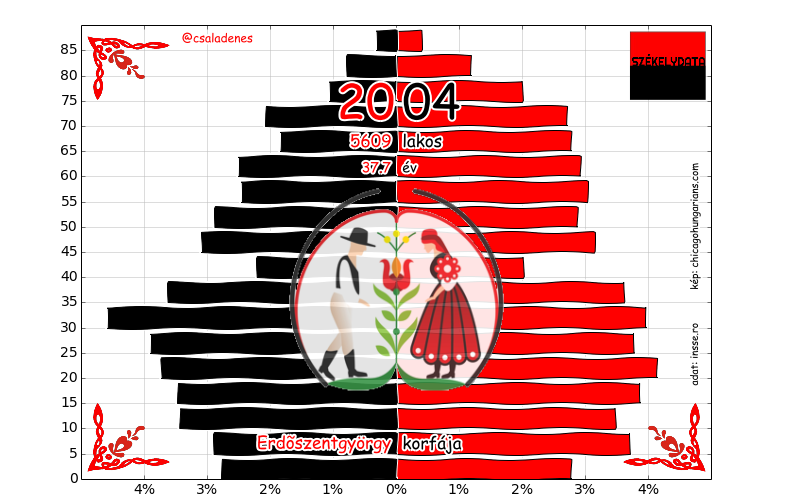 @csaladenes
SZÉKELYDATA
2004
5609 lakos
37.7 év
kép: chicagohungarians.com
adat: insse.ro
Erdőszentgyörgy korfája
85
80
75
70
65
60
55
50
45
40
35
30
25
20
15
10
5
0
4% 3% 2% 1% 0% 1% 2% 3% 4%